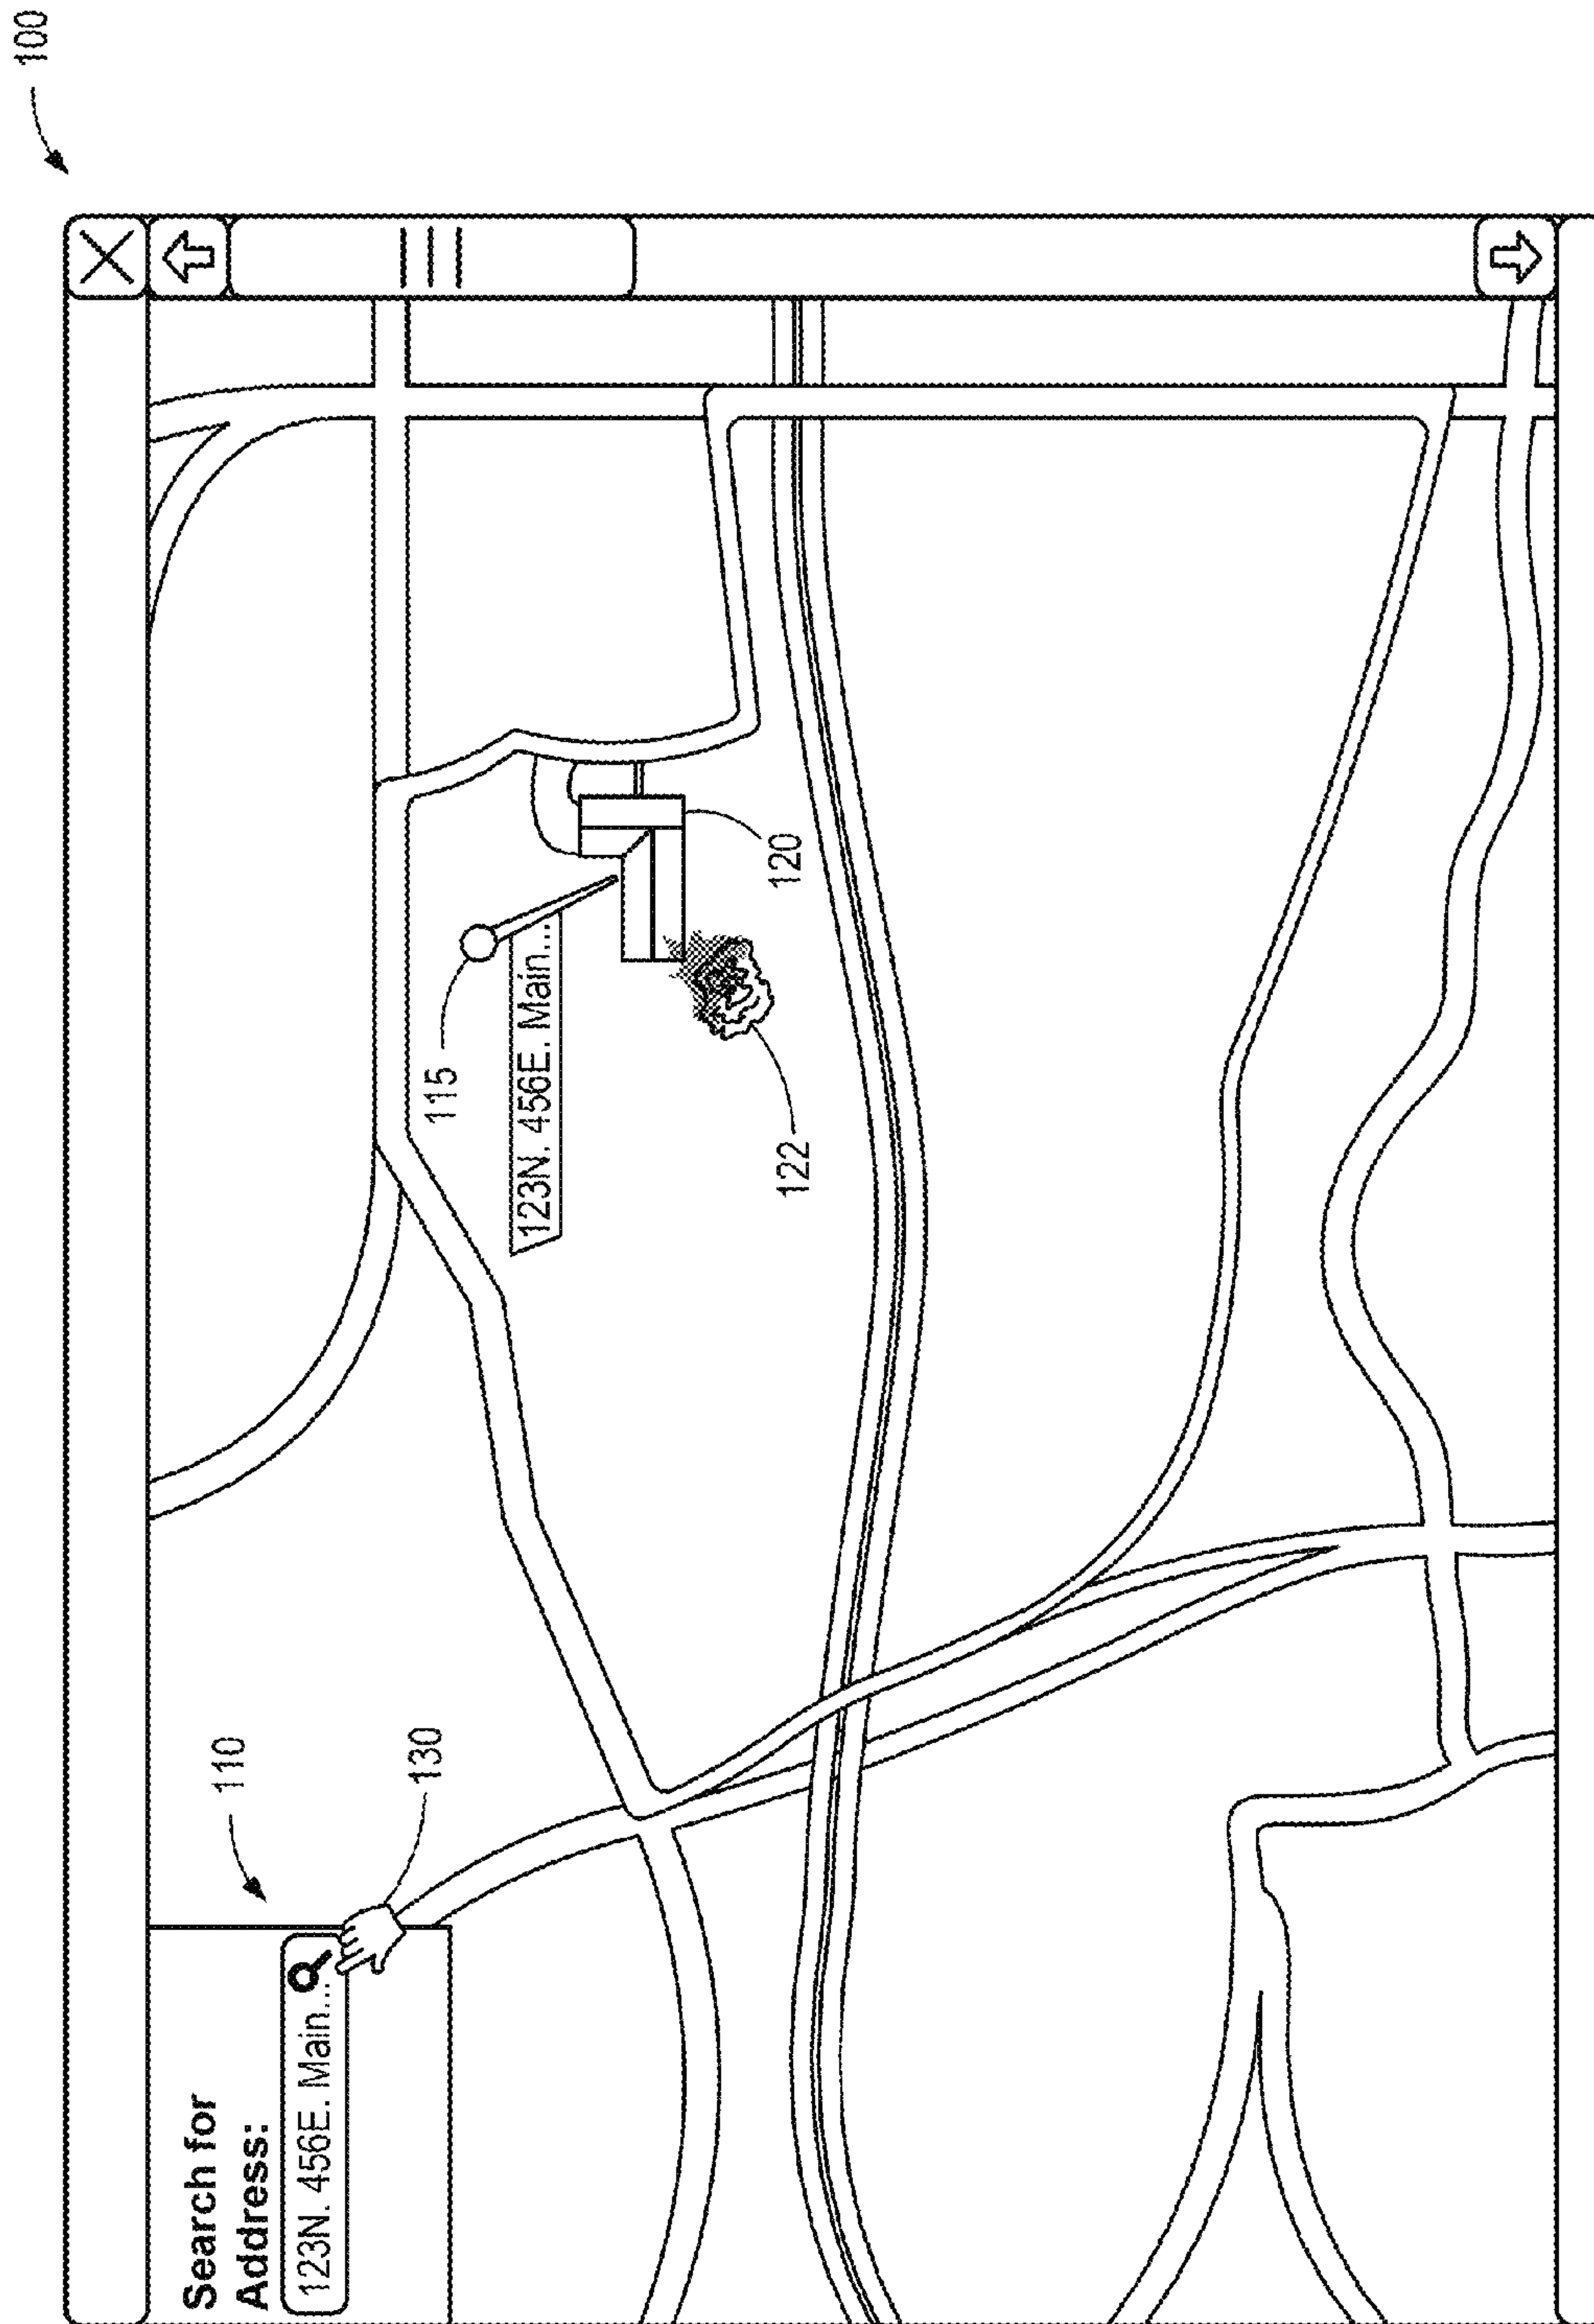 100
Search for
Address:
123N. 456E. Main...
110
130
115
123N. 456E. Main...
120
122